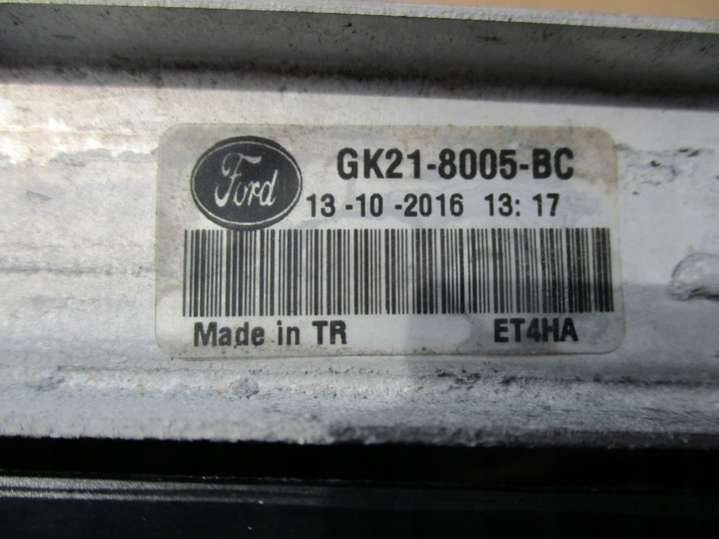 Ford
GK21-8005-BC
13 -10 -2016 13: 17
Made in TR
ET4HA